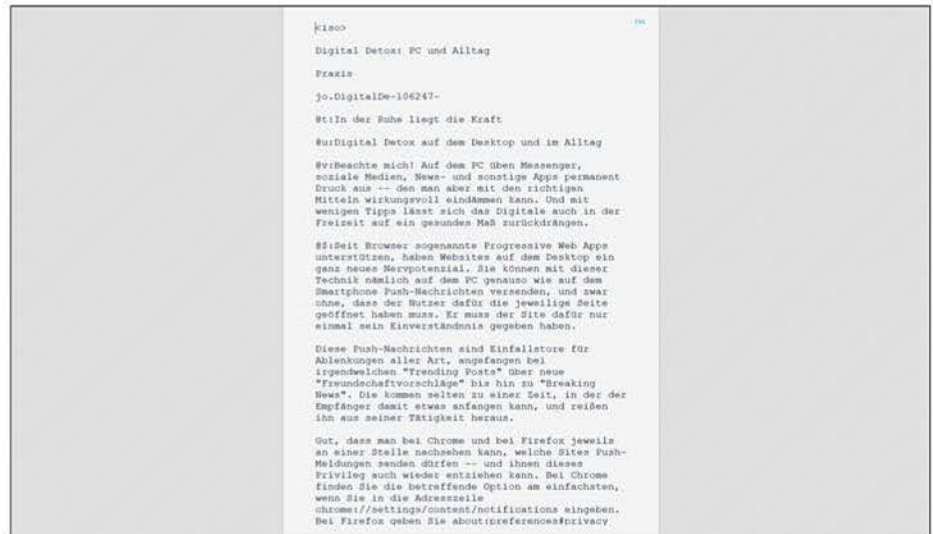 <iso>
Digital Detox: PC und Alltag
Praxis
jo.DigitalDe-106247-
@t:In der Ruhe liegt die Kraft
@u:Digital Detox auf dem Desktop und im Alltag
@v:Beachte mich! Auf dem PC üben Messenger,
soziale Medien, News- und sonstige Apps permanent
Druck aus -- den man aber mit den richtigen
Mitteln wirkungsvoll eindämmen kann. Und mit
wenigen Tipps lässt sich das Digitale auch in der
Freizeit auf ein gesundes Maß zurückdrängen.
@S:Seit Browser sogenannte Progressive Web Apps
unterstützen, haben Websites auf dem Desktop ein
ganz neues Nervpotenzial. Sie können mit dieser
Technik nämlich auf dem PC genauso wie auf dem
Smartphone Push-Nachrichten versenden, und zwar
ohne, dass der Nutzer dafür die jeweilige Seite
geöffnet haben muss. Er muss der Site dafür nur
einmal sein Einverständnnis gegeben haben.
Diese Push-Nachrichten sind Einfallstore für
Ablenkungen aller Art, angefangen bei
irgendwelchen "Trending Posts" über neue
"Freundschaftvorschläge" bis hin zu "Breaking
News". Die kommen selten zu einer Zeit, in der der
Empfänger damit etwas anfangen kann, und reißen
ihn aus seiner Tätigkeit heraus.
Gut, dass man bei Chrome und bei Firefox jeweils
an einer Stelle nachsehen kann, welche Sites Push-
Meldungen senden dürfen -- und ihnen dieses
Privileg auch wieder entziehen kann. Bei Chrome
finden Sie die betreffende Option am einfachsten,
wenn Sie in die Adresszeile
chrome://settings/content/notifications eingeben.
Bei Firefox geben Sie about:preferences#privacy